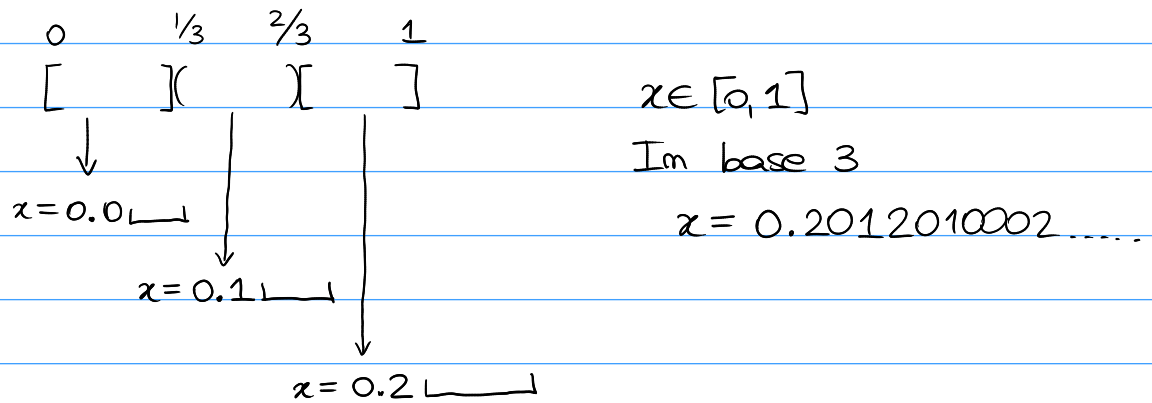 0 1/3 2/3 1
[ ]( )[ ]
x = 0.0
x = 0.1
x = 0.2
x ∈ [0, 1]
In base 3
x = 0.2012010002.....